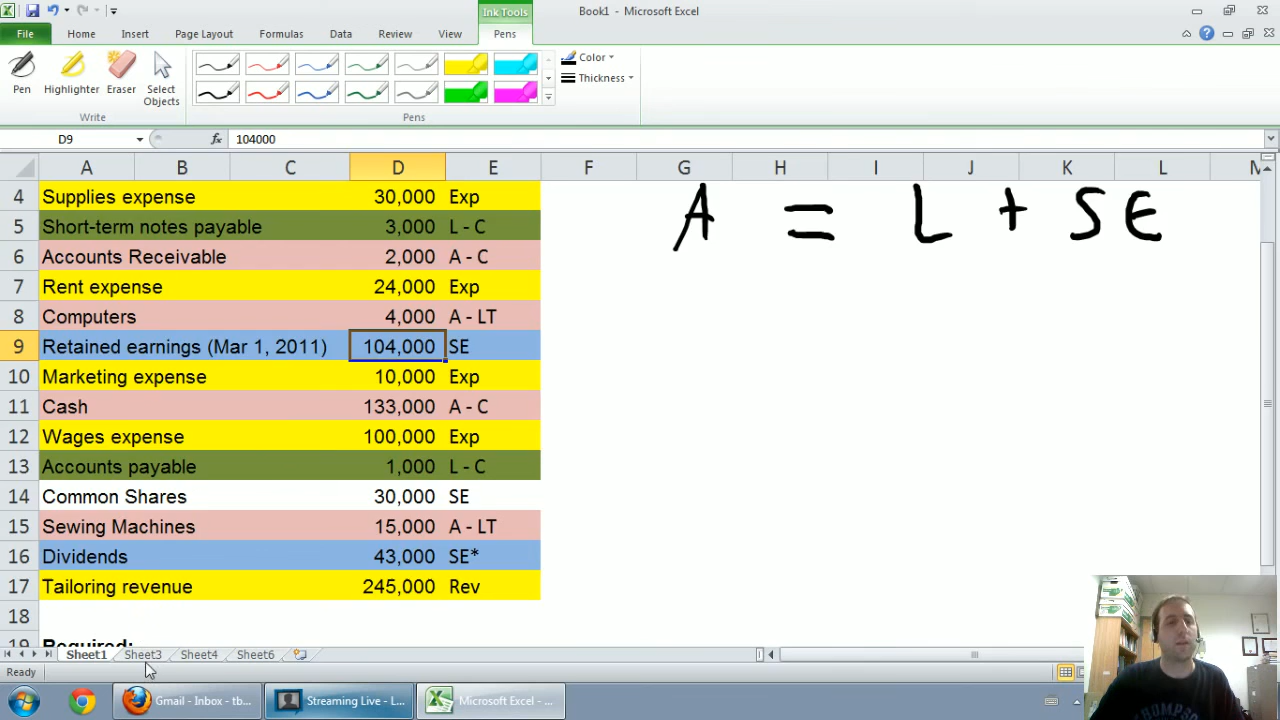 Ink Tools
Book1 - Microsoft Excel
File Home Insert Page Layout Formulas Data Review View Pens
Pen Highlighter Eraser Select Objects
Color
Thickness
Write Pens
D9 fx 104000
A B C D E F G H I J K L M
4 Supplies expense 30,000 Exp
5 Short-term notes payable 3,000 L - C
6 Accounts Receivable 2,000 A - C
7 Rent expense 24,000 Exp
8 Computers 4,000 A - LT
9 Retained earnings (Mar 1, 2011) 104,000 SE
10 Marketing expense 10,000 Exp
11 Cash 133,000 A - C
12 Wages expense 100,000 Exp
13 Accounts payable 1,000 L - C
14 Common Shares 30,000 SE
15 Sewing Machines 15,000 A - LT
16 Dividends 43,000 SE*
17 Tailoring revenue 245,000 Rev
18
19 Required:
A = L + SE
Sheet1 Sheet3 Sheet4 Sheet6
Ready
Gmail - Inbox - tb... Streaming Live - L... Microsoft Excel - ...